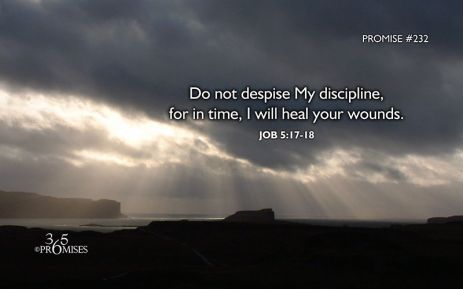 PROMISE #232
Do not despise My discipline,
for in time, I will heal your wounds.
JOB 5:17-18
365
©PROMISES